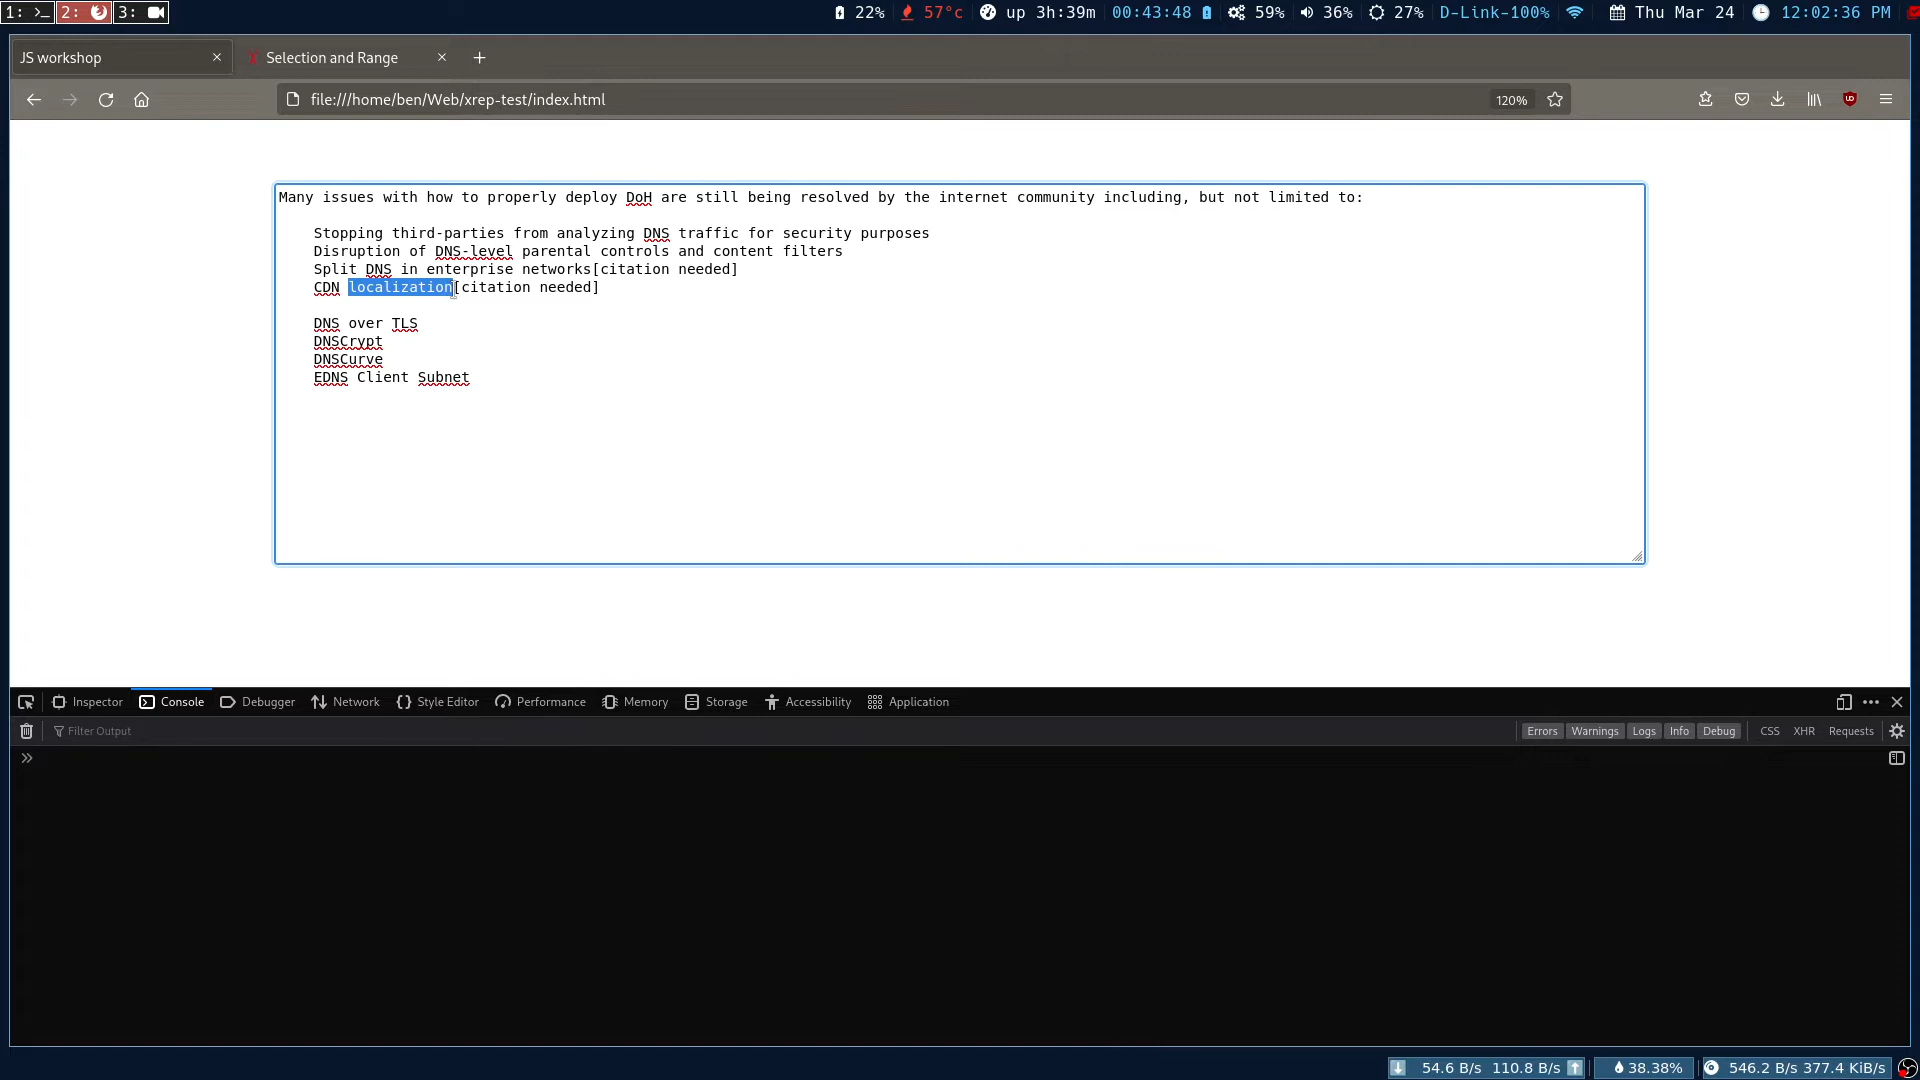 1: >_ 2: 3: 22% 57°c up 3h:39m 00:43:48 59% 36% 27% D-Link-100% Thu Mar 24 12:02:36 PM
JS workshop Selection and Range
file:///home/ben/Web/xrep-test/index.html 120%
Many issues with how to properly deploy DoH are still being resolved by the internet community including, but not limited to:
Stopping third-parties from analyzing DNS traffic for security purposes
Disruption of DNS-level parental controls and content filters
Split DNS in enterprise networks[citation needed]
CDN localization[citation needed]
DNS over TLS
DNSCrypt
DNSCurve
EDNS Client Subnet
Inspector Console Debugger Network Style Editor Performance Memory Storage Accessibility Application
Filter Output Errors Warnings Logs Info Debug CSS XHR Requests
54.6 B/s 110.8 B/s 38.38% 546.2 B/s 377.4 KiB/s